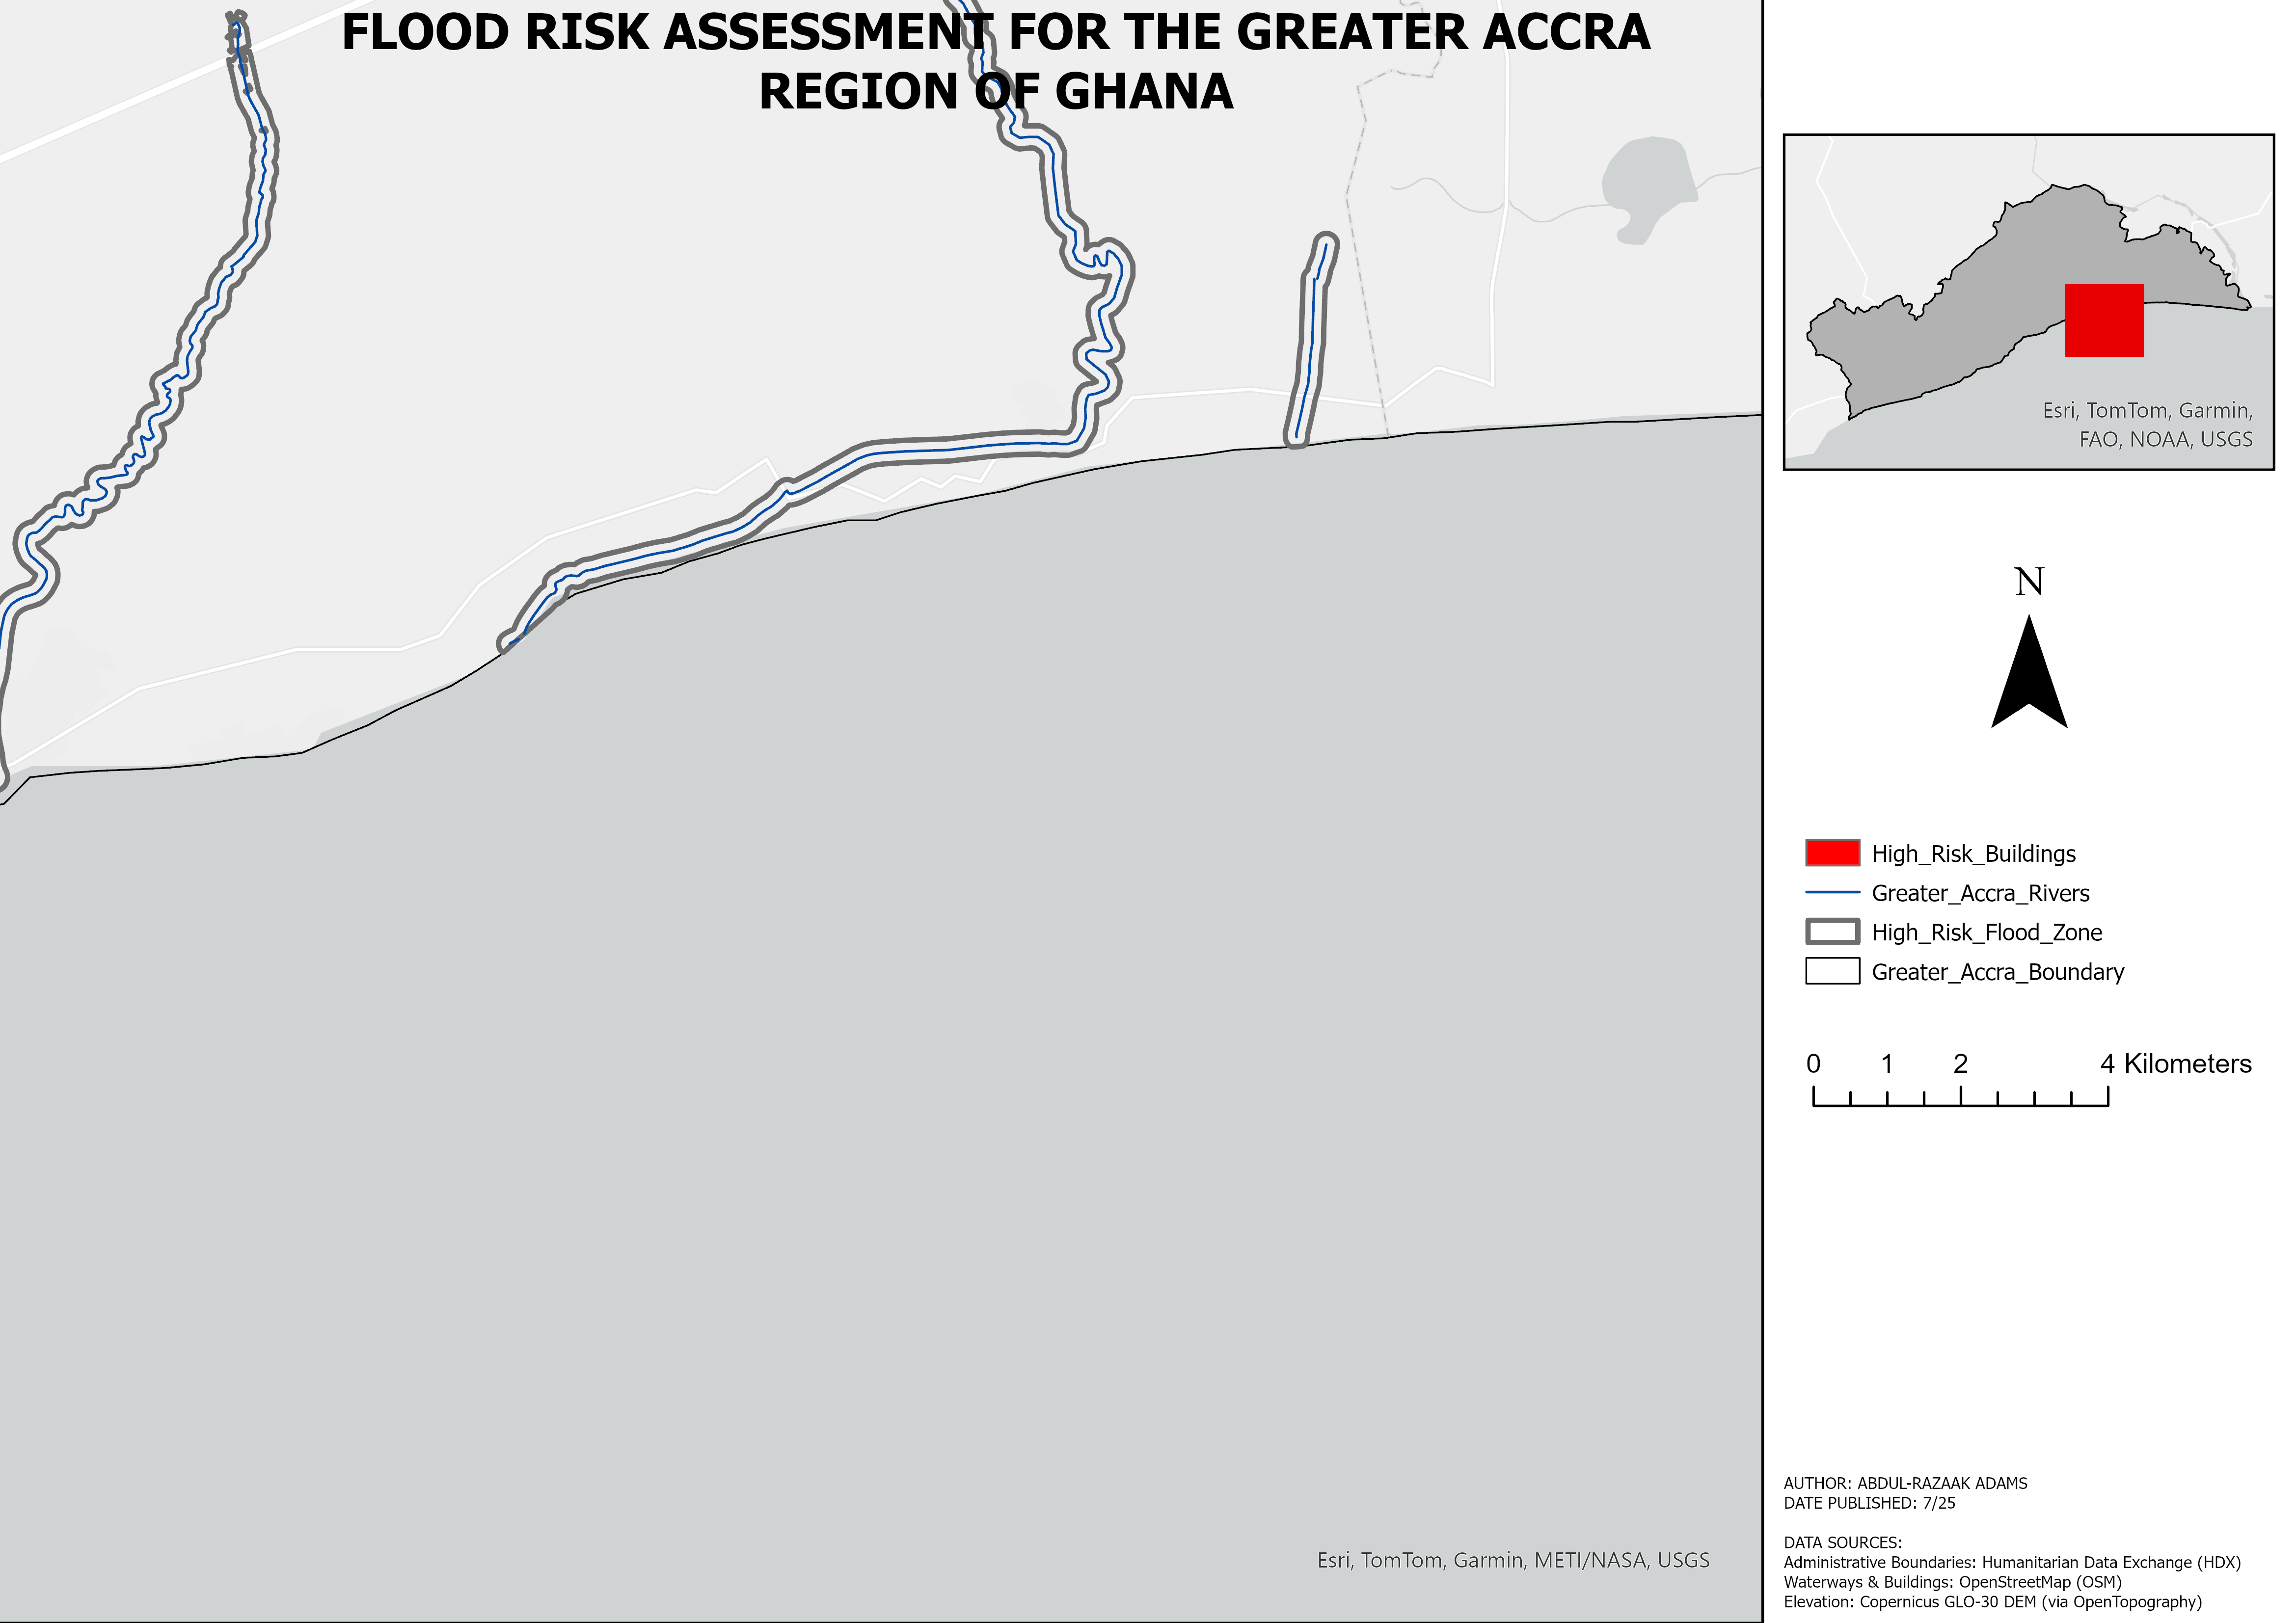 FLOOD RISK ASSESSMENT FOR THE GREATER ACCRA
REGION OF GHANA
Esri, TomTom, Garmin,
FAO, NOAA, USGS
N
High_Risk_Buildings
Greater_Accra_Rivers
High_Risk_Flood_Zone
Greater_Accra_Boundary
0 1 2 4 Kilometers
Esri, TomTom, Garmin, METI/NASA, USGS
AUTHOR: ABDUL-RAZAAK ADAMS
DATE PUBLISHED: 7/25
DATA SOURCES:
Administrative Boundaries: Humanitarian Data Exchange (HDX)
Waterways & Buildings: OpenStreetMap (OSM)
Elevation: Copernicus GLO-30 DEM (via OpenTopography)